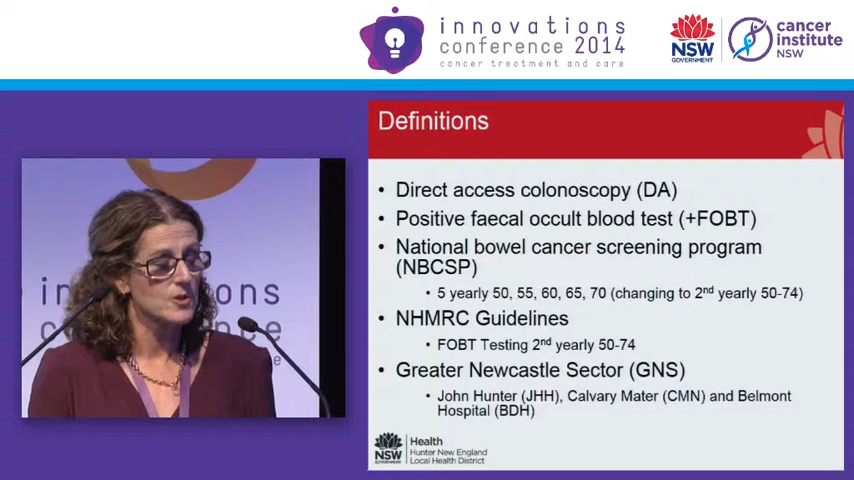 innovations
conference 2014
cancer treatment and care
NSW
GOVERNMENT
cancer
institute
NSW
Definitions
• Direct access colonoscopy (DA)
• Positive faecal occult blood test (+FOBT)
• National bowel cancer screening program
(NBCSP)
• 5 yearly 50, 55, 60, 65, 70 (changing to 2nd yearly 50-74)
• NHMRC Guidelines
• FOBT Testing 2nd yearly 50-74
• Greater Newcastle Sector (GNS)
• John Hunter (JHH), Calvary Mater (CMN) and Belmont
Hospital (BDH)
NSW
GOVERNMENT
Health
Hunter New England
Local Health District
in
ons
co
e